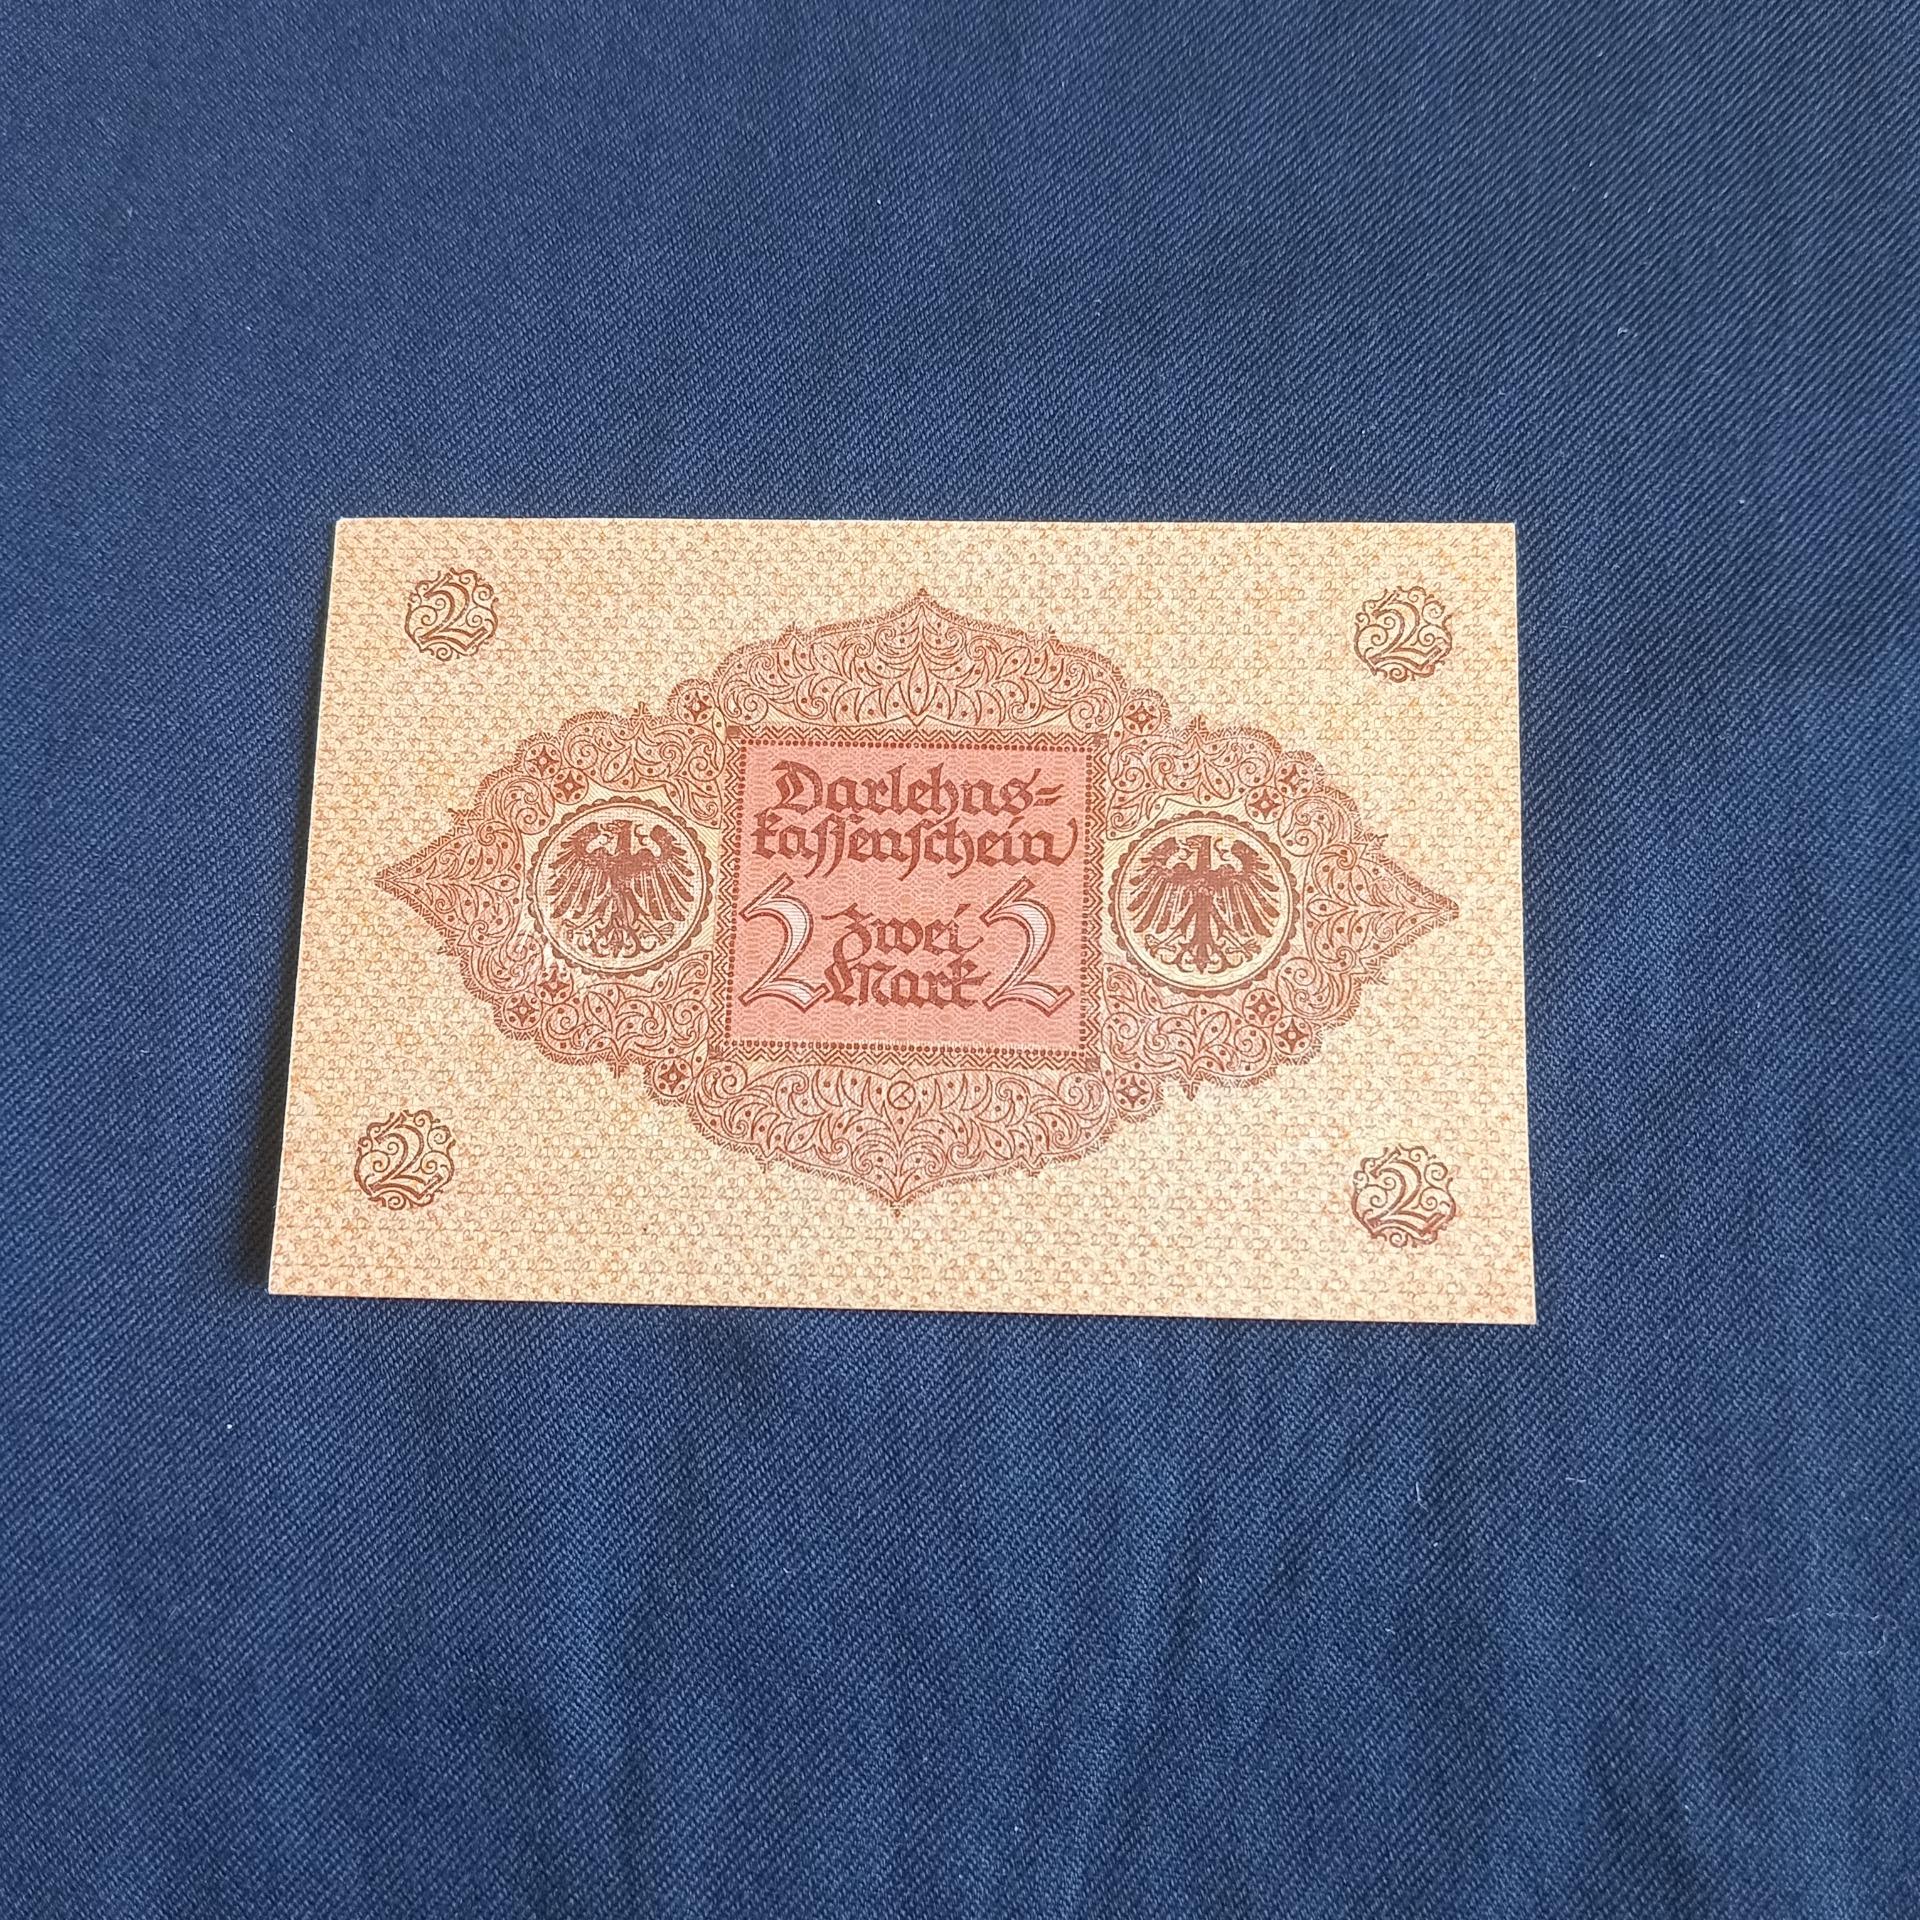 2
2
Darlehns=
kassenschein
2 Zwei 2
Mark
2
2